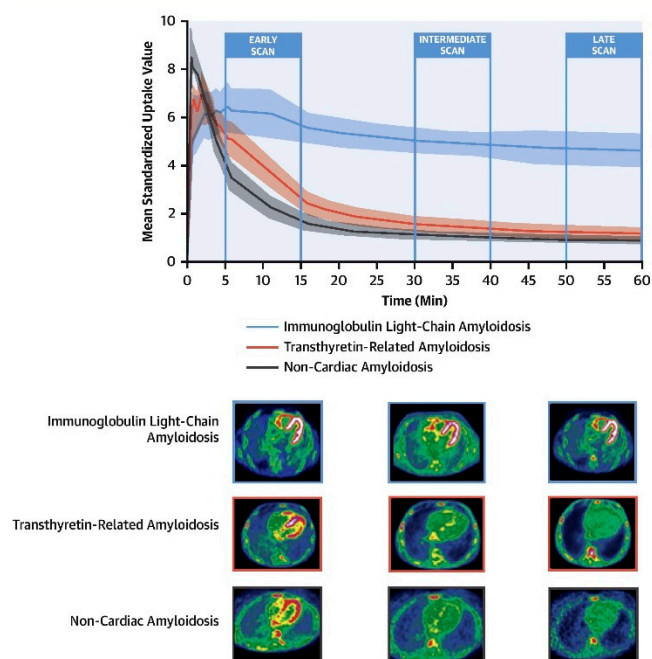 Mean Standardized Uptake Value
10
8
6
4
2
0
EARLY
SCAN
INTERMEDIATE
SCAN
LATE
SCAN
0 5 10 15 20 25 30 35 40 45 50 55 60
Time (Min)
Immunoglobulin Light-Chain Amyloidosis
Transthyretin-Related Amyloidosis
Non-Cardiac Amyloidosis
Immunoglobulin Light-Chain
Amyloidosis
Transthyretin-Related Amyloidosis
Non-Cardiac Amyloidosis